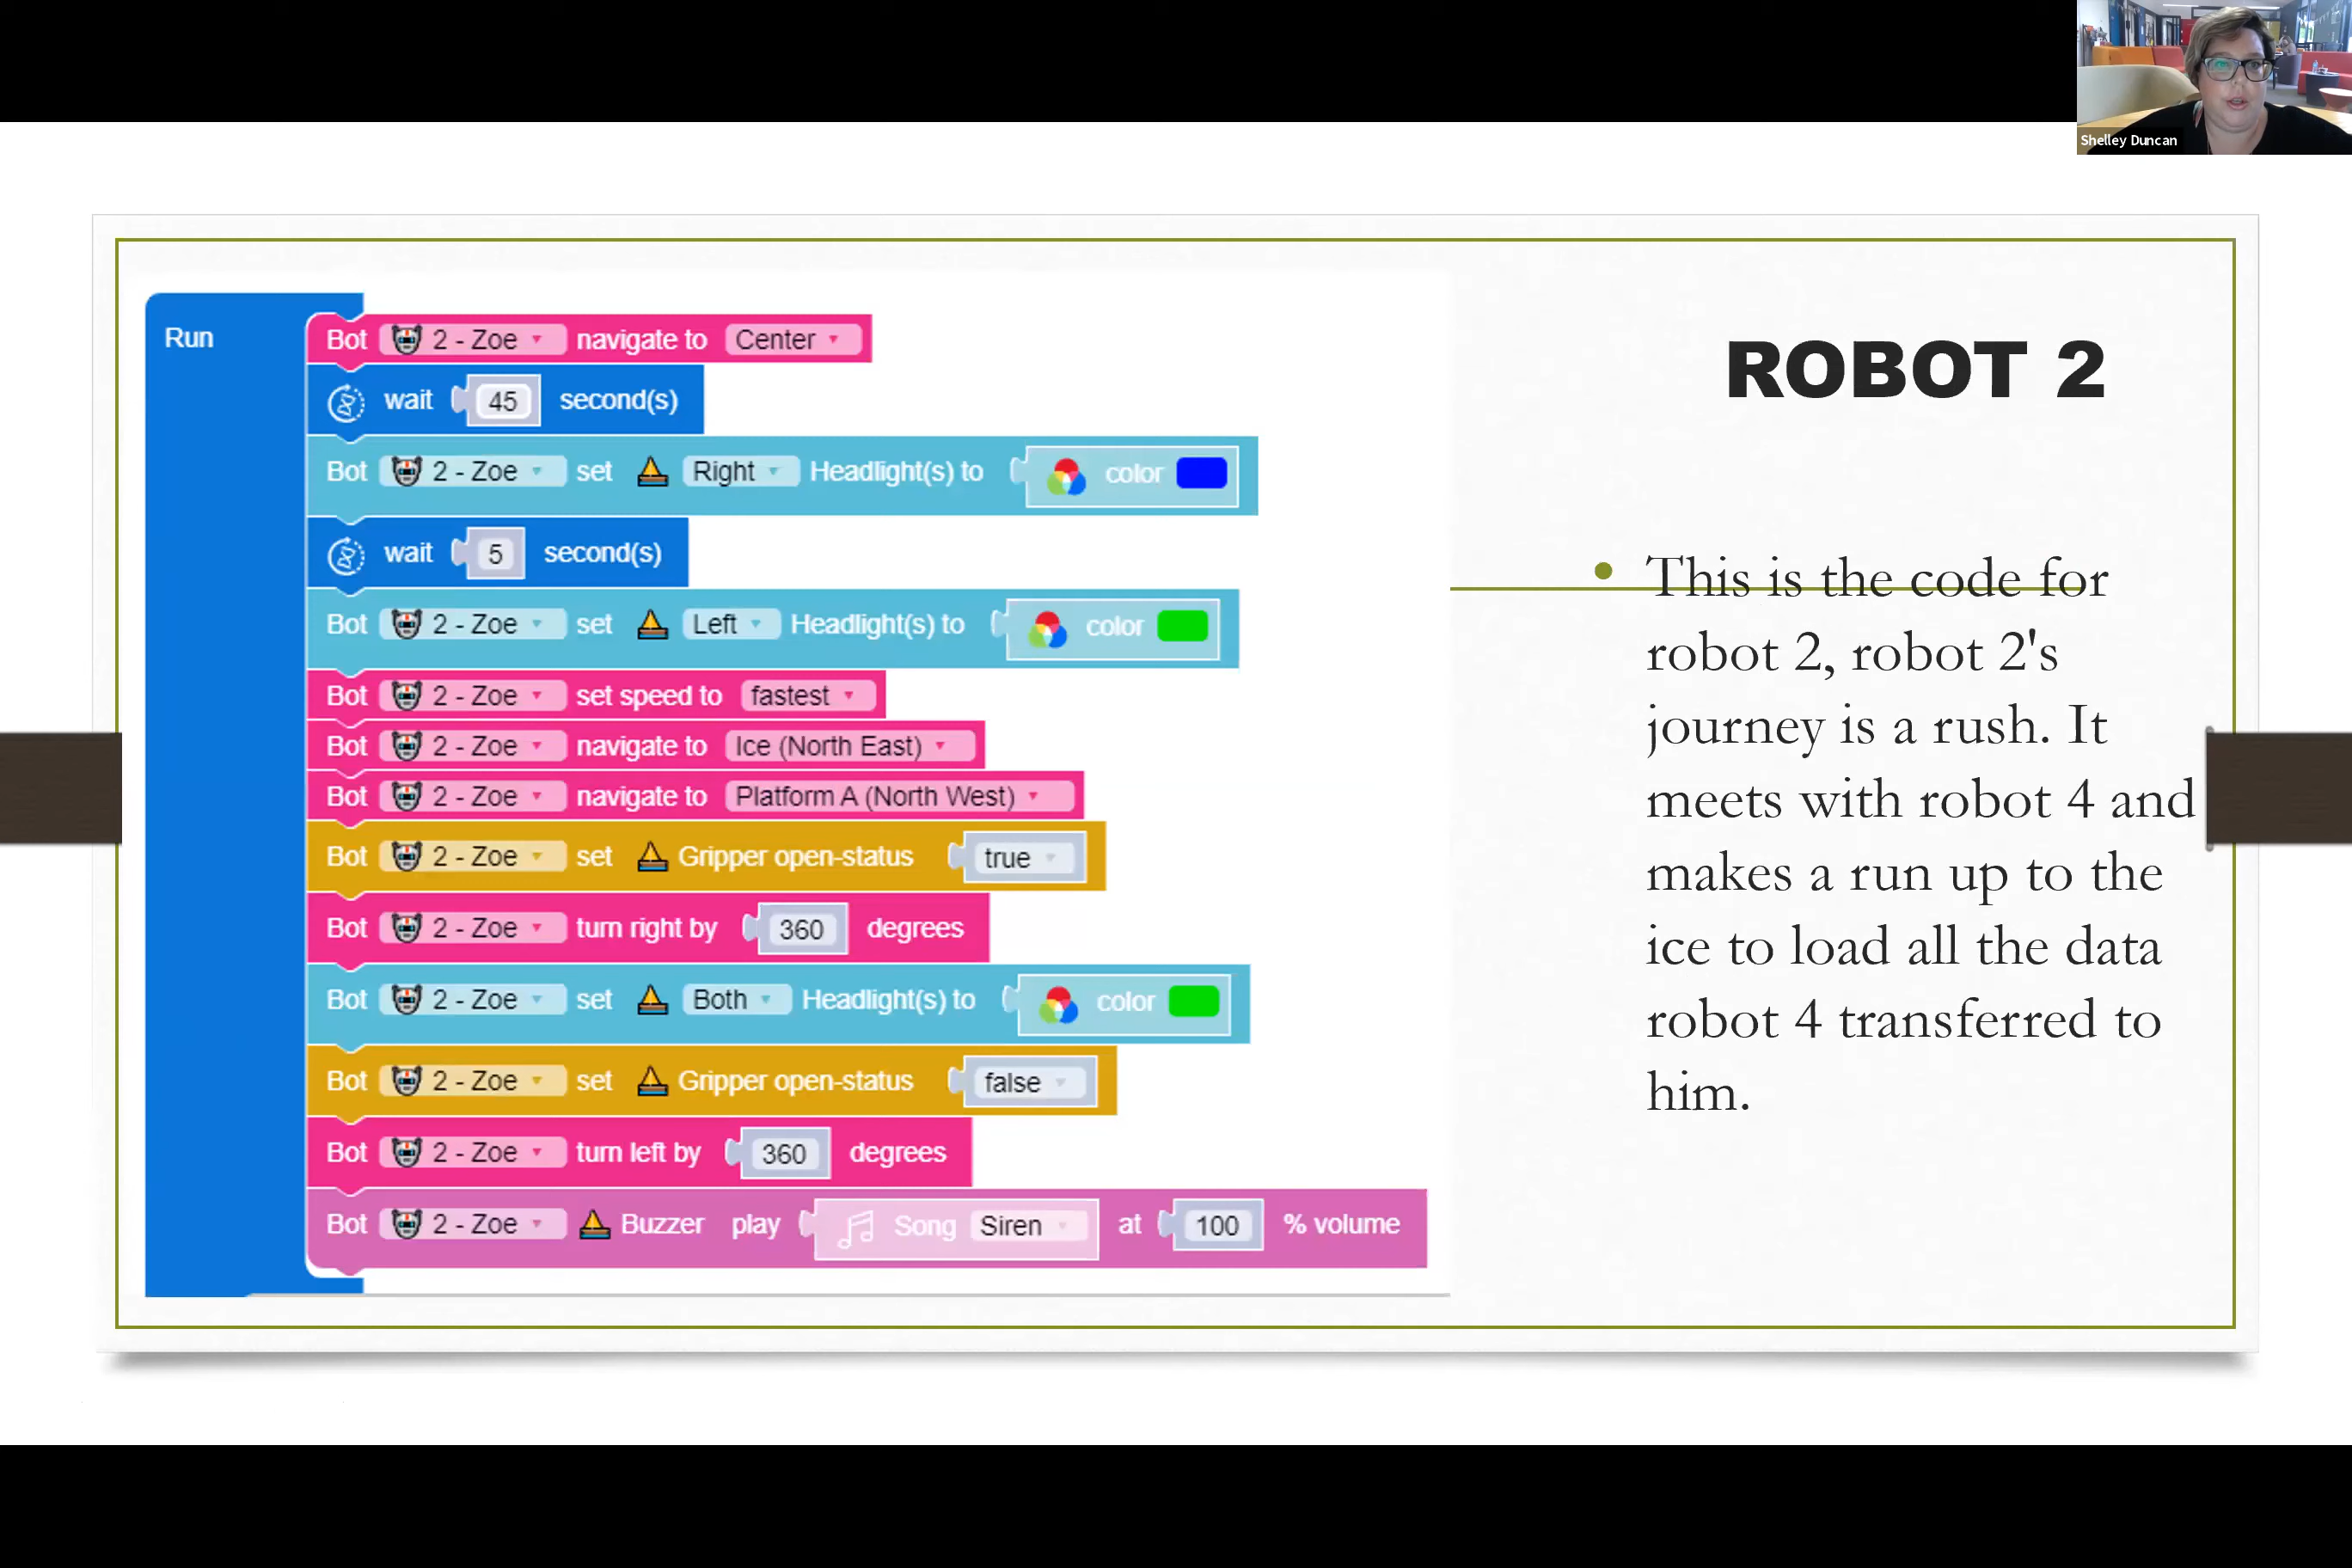 Shelley Duncan
Run
Bot 2 - Zoe navigate to Center
wait 45 second(s)
Bot 2 - Zoe set Right Headlight(s) to color
wait 5 second(s)
Bot 2 - Zoe set Left Headlight(s) to color
Bot 2 - Zoe set speed to fastest
Bot 2 - Zoe navigate to Ice (North East)
Bot 2 - Zoe navigate to Platform A (North West)
Bot 2 - Zoe set Gripper open-status true
Bot 2 - Zoe turn right by 360 degrees
Bot 2 - Zoe set Both Headlight(s) to color
Bot 2 - Zoe set Gripper open-status false
Bot 2 - Zoe turn left by 360 degrees
Bot 2 - Zoe Buzzer play Song Siren at 100 % volume
ROBOT 2
• This is the code for
robot 2, robot 2's
journey is a rush. It
meets with robot 4 and
makes a run up to the
ice to load all the data
robot 4 transferred to
him.